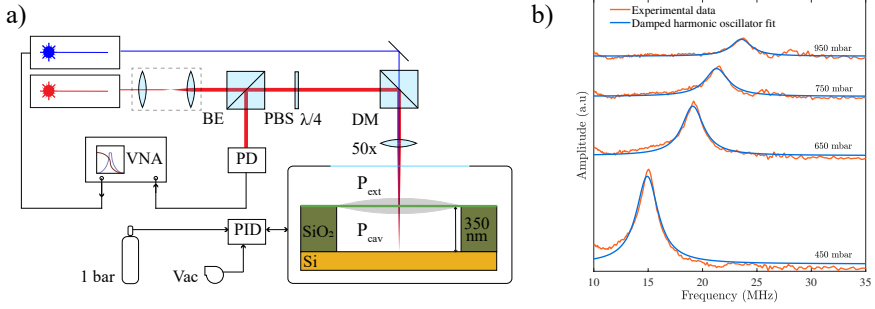 a)
BE
PBS
λ/4
DM
50x
VNA
PD
P_ext
SiO₂
P_cav
350
nm
Si
PID
1 bar
Vac
b)
Experimental data
Damped harmonic oscillator fit
950 mbar
750 mbar
650 mbar
450 mbar
Amplitude (a.u)
10
15
20
25
30
35
Frequency (MHz)